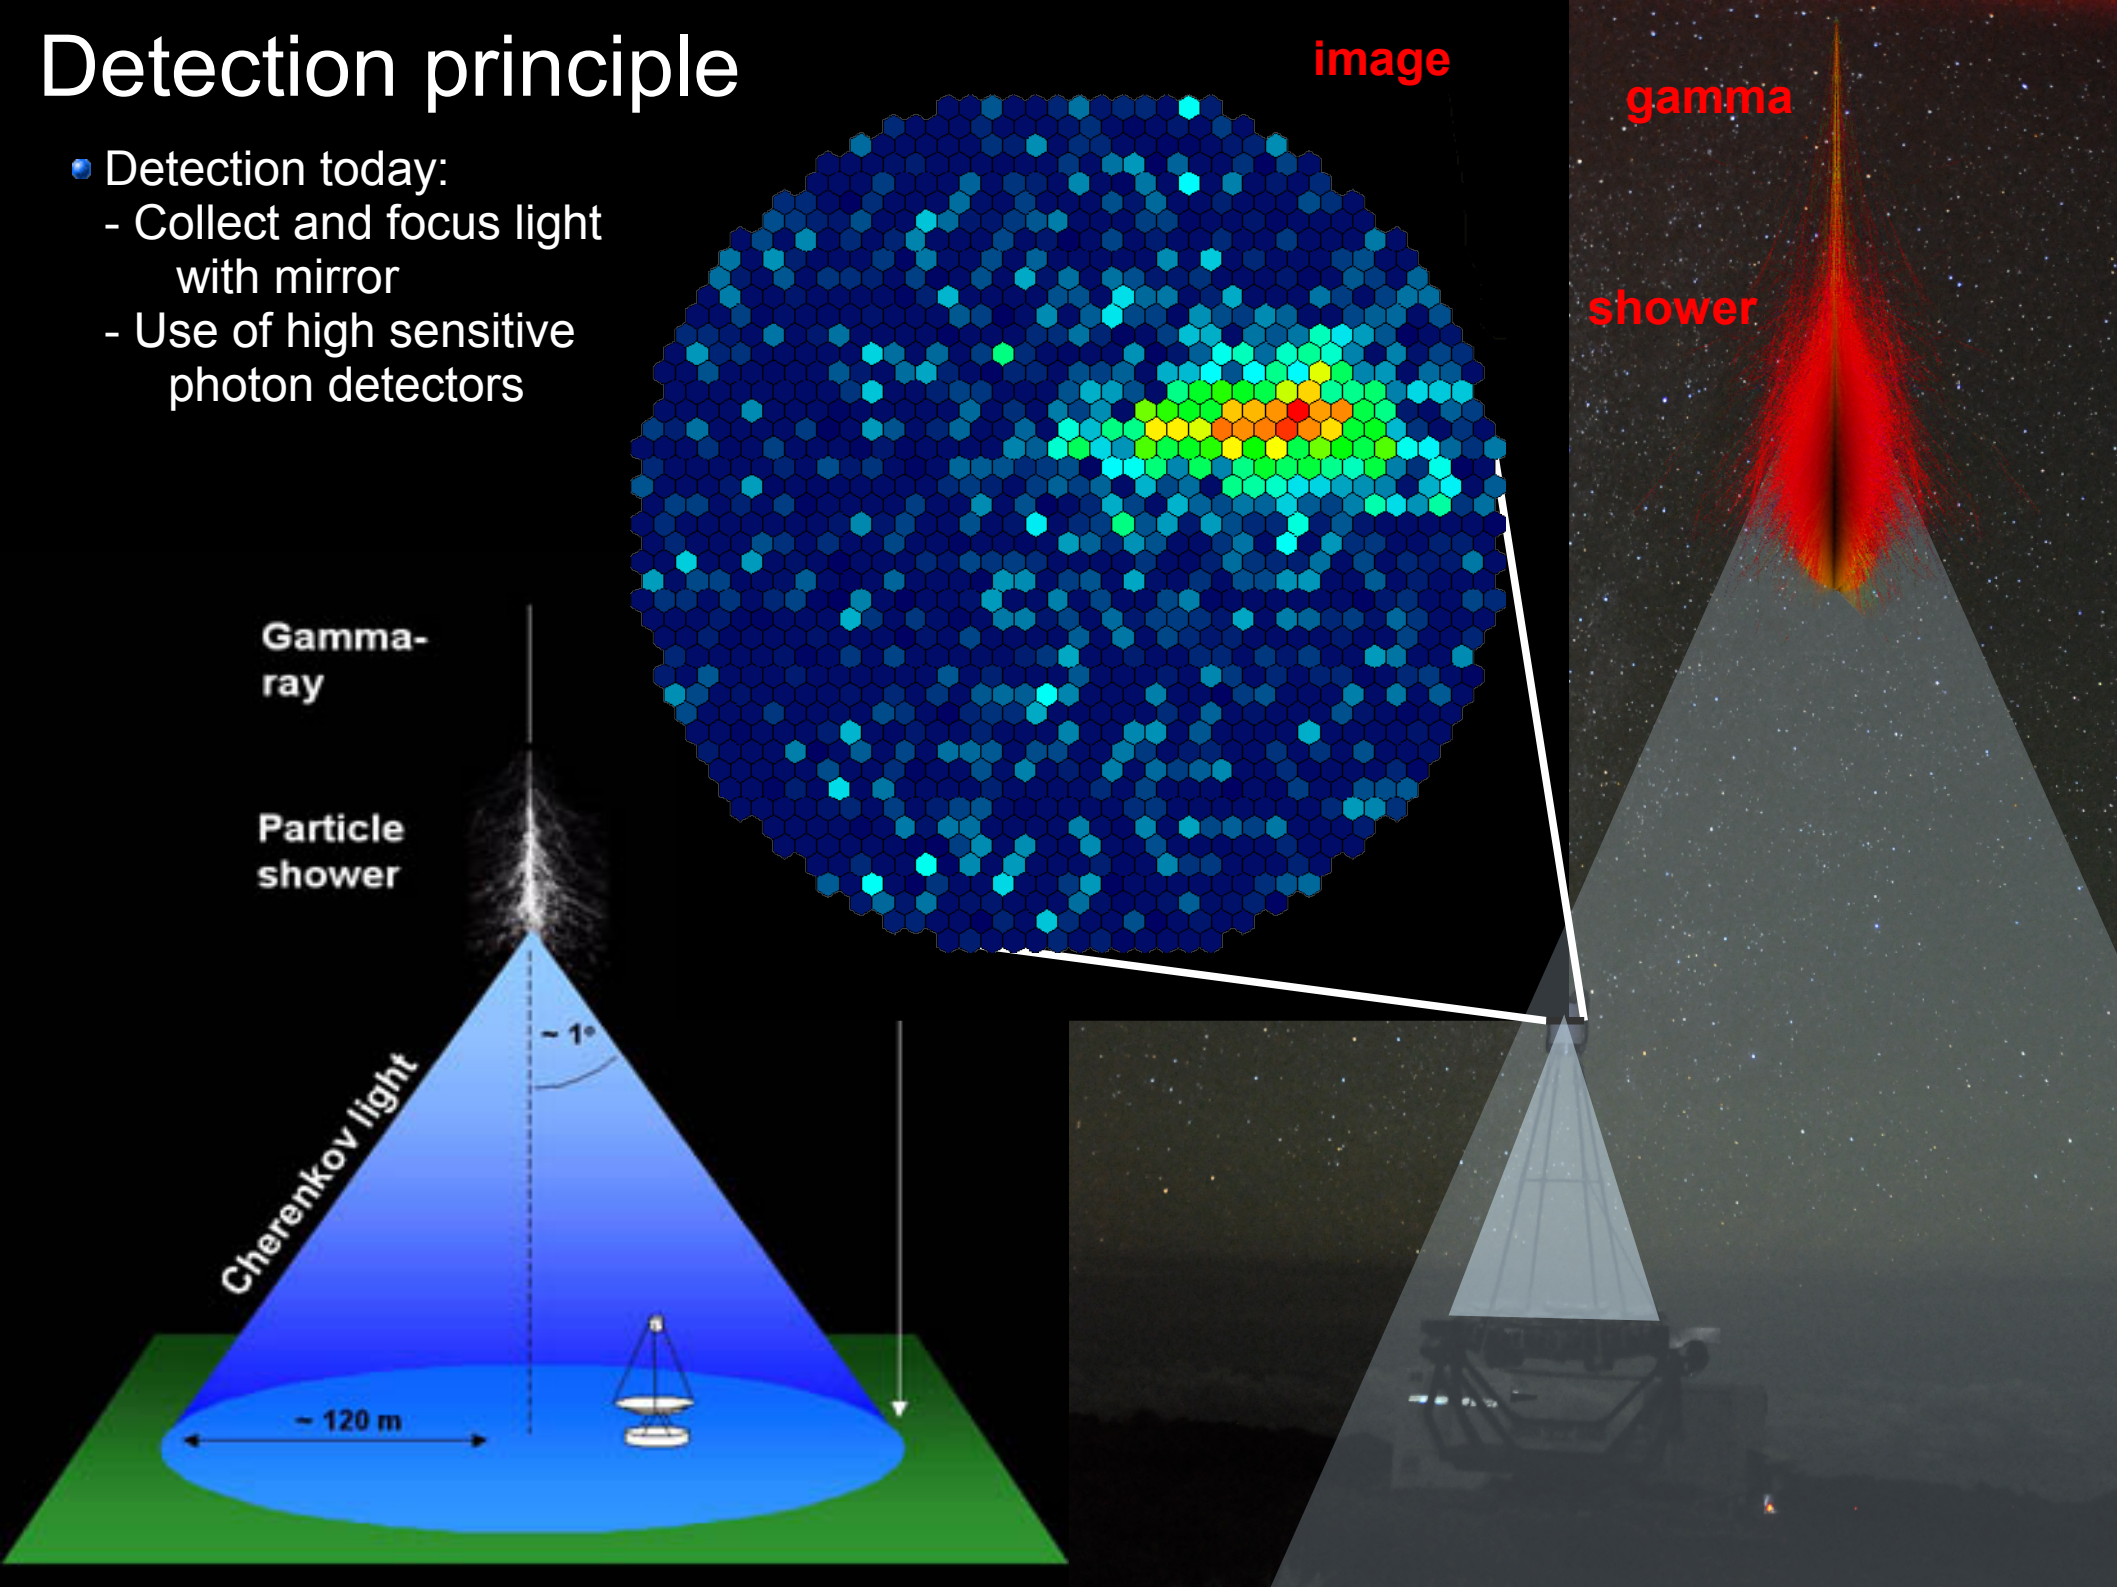 Detection principle
Detection today:
- Collect and focus light
with mirror
- Use of high sensitive
photon detectors
image
gamma
shower
Gamma-
ray
Particle
shower
~ 1°
Cherenkov light
~ 120 m